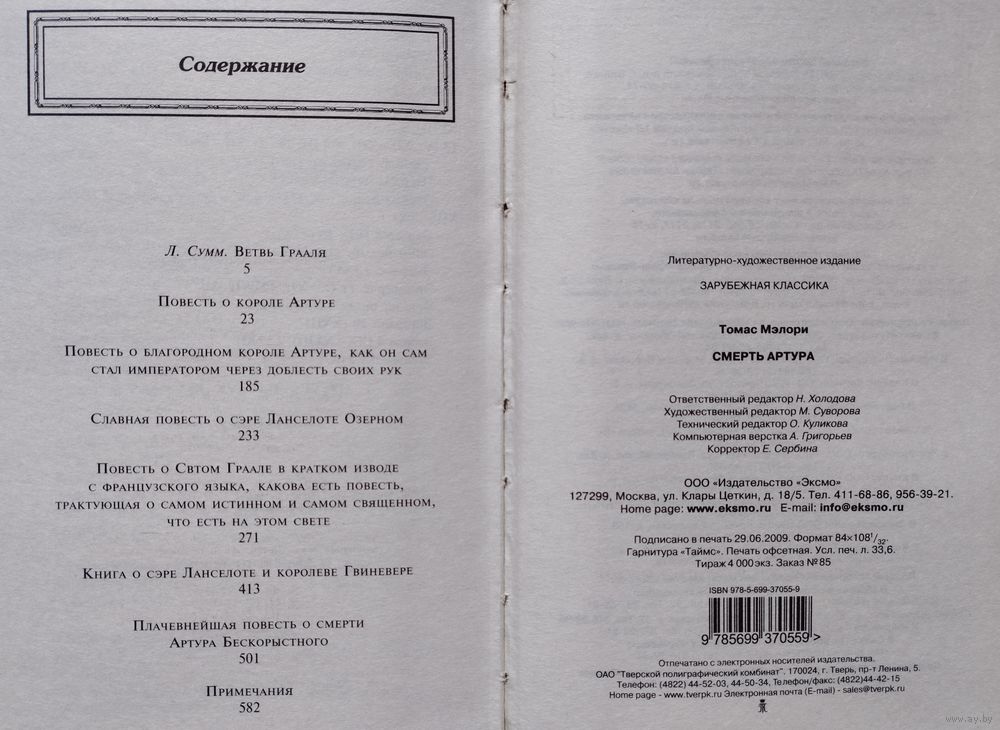 Содержание
Л. Сумм. Ветвь Грааля
5
Повесть о короле Артуре
23
Повесть о благородном короле Артуре, как он сам
стал императором через доблесть своих рук
185
Славная повесть о сэре Ланселоте Озерном
233
Повесть о Свтом Граале в кратком изводе
с французского языка, какова есть повесть,
трактующая о самом истинном и самом священном,
что есть на этом свете
271
Книга о сэре Ланселоте и королеве Гвиневере
413
Плачевнейшая повесть о смерти
Артура Бескорыстного
501
Примечания
582
Литературно-художественное издание
ЗАРУБЕЖНАЯ КЛАССИКА
Томас Мэлори
СМЕРТЬ АРТУРА
Ответственный редактор Н. Холодова
Художественный редактор М. Суворова
Технический редактор О. Куликова
Компьютерная верстка А. Григорьев
Корректор Е. Сербина
ООО «Издательство «Эксмо»
127299, Москва, ул. Клары Цеткин, д. 18/5. Тел. 411-68-86, 956-39-21.
Home page: www.eksmo.ru E-mail: info@eksmo.ru
Подписано в печать 29.06.2009. Формат 84×108 1/32.
Гарнитура «Таймс». Печать офсетная. Усл. печ. л. 33,6.
Тираж 4 000 экз. Заказ № 85
ISBN 978-5-699-37055-9
9 785699 370559 >
Отпечатано с электронных носителей издательства.
ОАО "Тверской полиграфический комбинат". 170024, г. Тверь, пр-т Ленина, 5.
Телефон: (4822) 44-52-03, 44-50-34, Телефон/факс: (4822)44-42-15
Home page - www.tverpk.ru Электронная почта (E-mail) - sales@tverpk.ru
www.ay.by